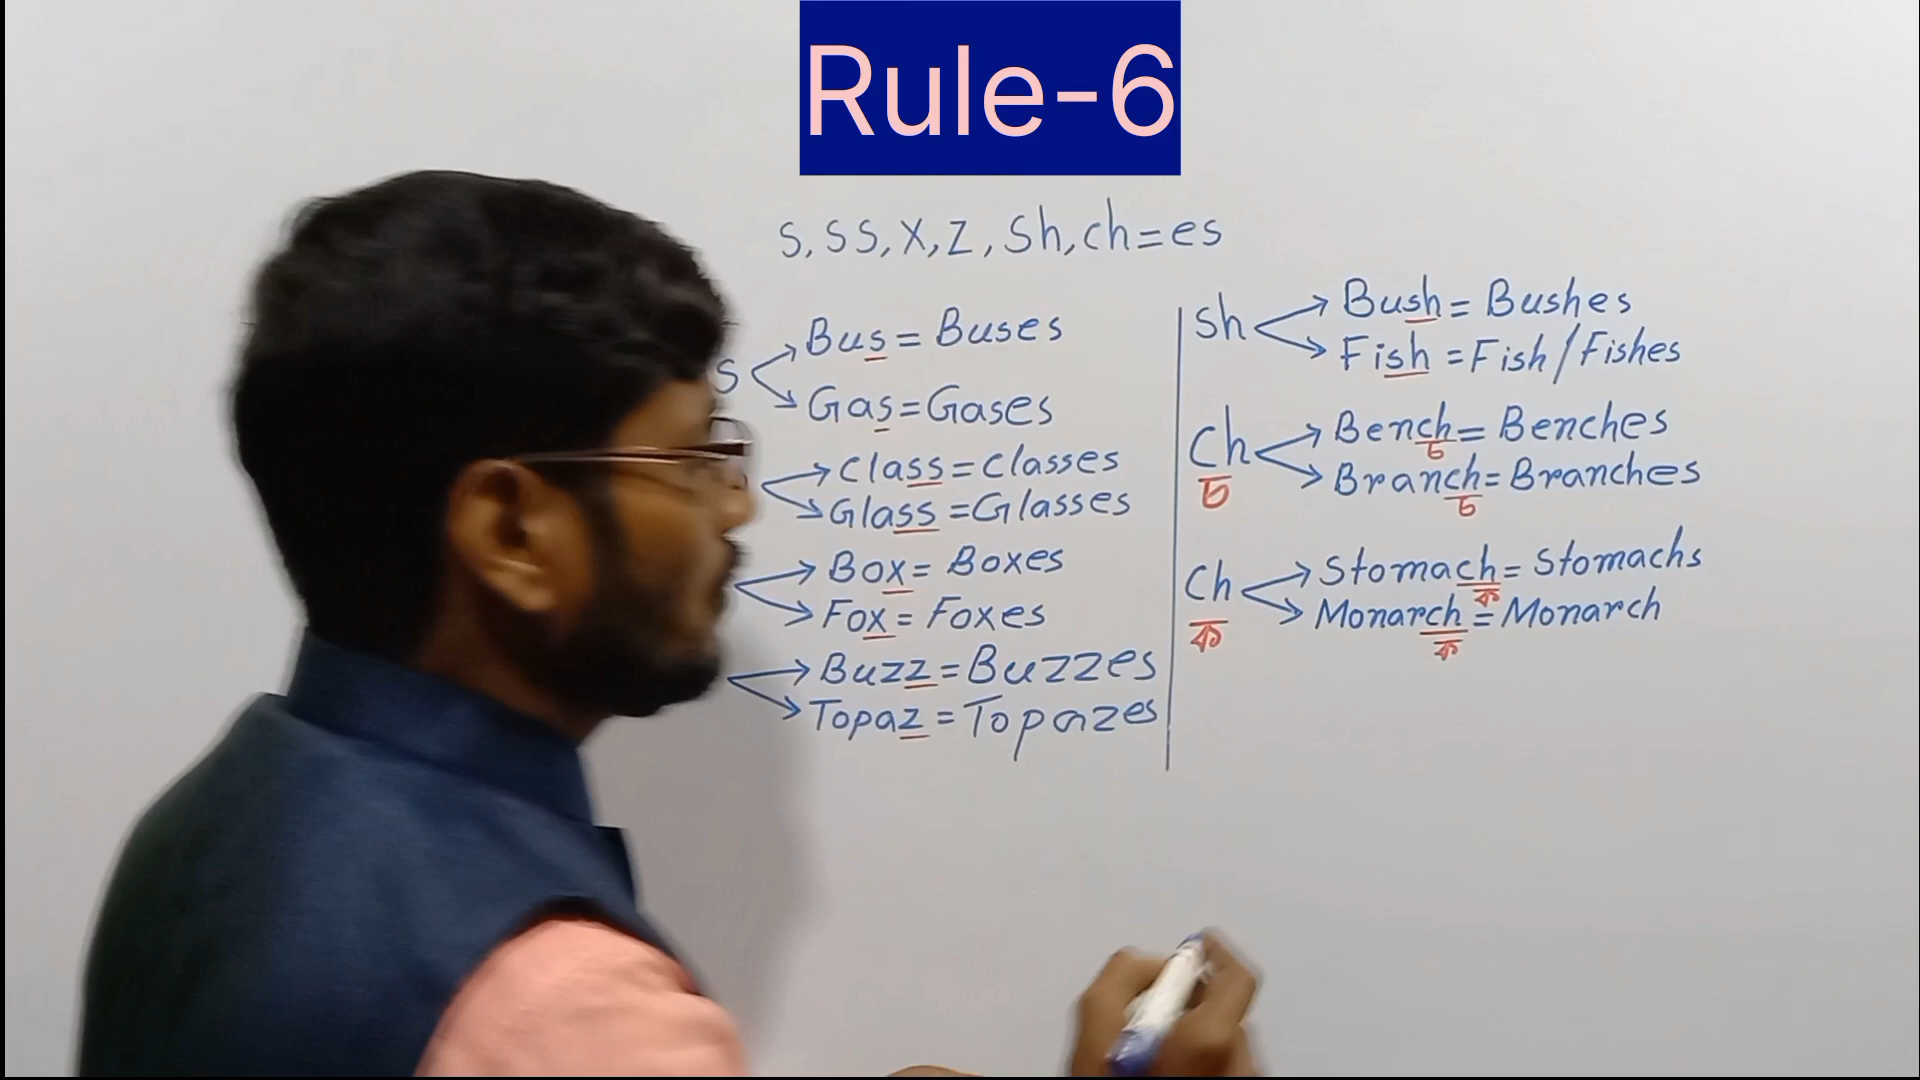 Rule-6
S, SS, X, Z, Sh, ch=es
S
Bus = Buses
Gas=Gases
Class=Classes
Glass=Glasses
Box= Boxes
Fox= Foxes
Buzz=Buzzes
Topaz=Topazes
Sh
Bush= Bushes
Fish =Fish/Fishes
Ch
চ
Bench= Benches
চ
Branch= Branches
চ
Ch
ক
Stomach= Stomachs
ক
Monarch=Monarch
ক